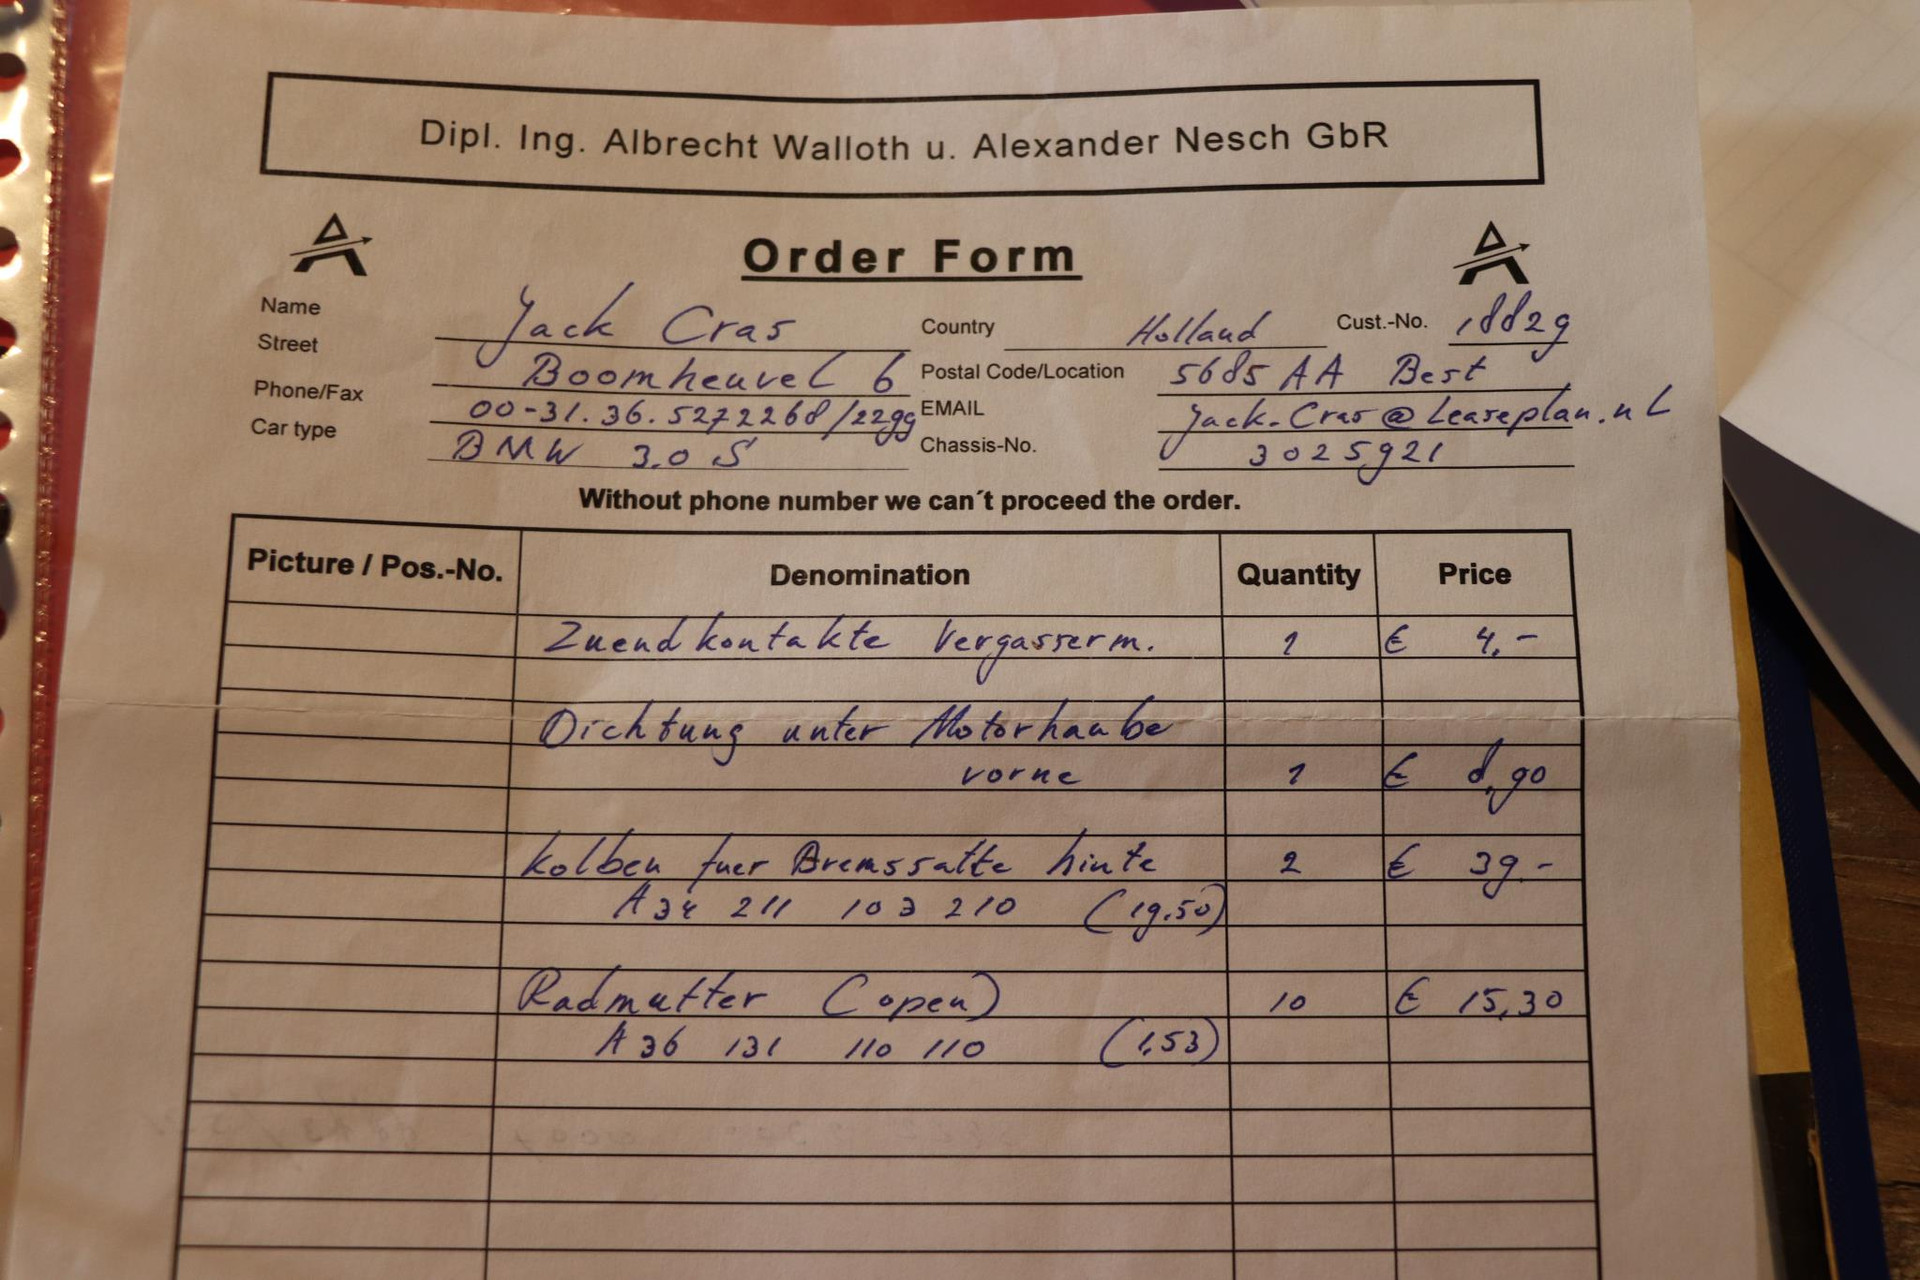 Dipl. Ing. Albrecht Walloth u. Alexander Nesch GbR
Order Form
Name Jack Cras Country Holland Cust.-No. 18829
Street Boomheuvel 6 Postal Code/Location 5685 AA Best
Phone/Fax 00-31.36.5272268/2299 EMAIL Jack.Cras@Leaseplan.nL
Car type BMW 3.0 S Chassis-No. 3025921
Without phone number we can´t proceed the order.
Picture / Pos.-No. Denomination Quantity Price
Zuendkontakte Vergasserm. 1 € 4,-
Dichtung unter Motorhaube
vorne 1 € 8,90
Kolben fuer Bremssatte hinte 2 € 39.-
A34 211 103 210 (19.50)
Radmutter (open) 10 € 15,30
A36 131 110 110 (1,53)